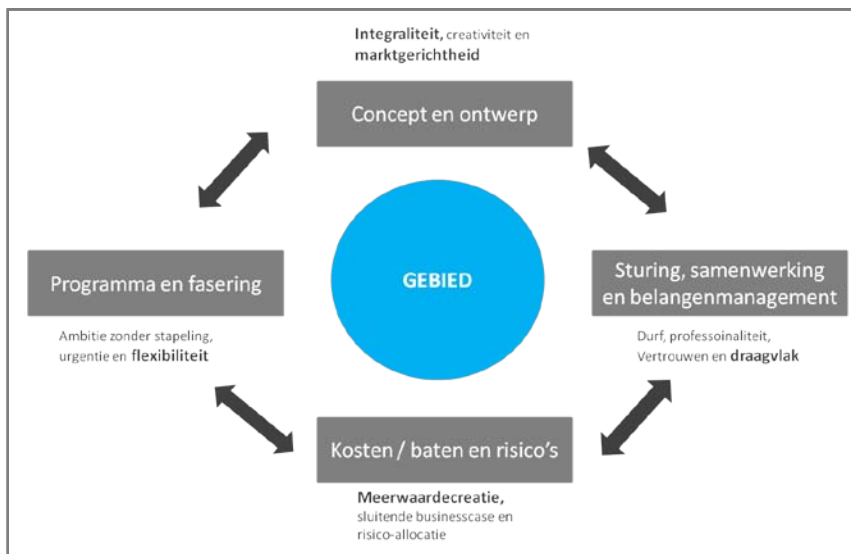 Integraliteit, creativiteit en
marktgerichtheid
Concept en ontwerp
Programma en fasering
Ambitie zonder stapeling,
urgentie en flexibiliteit
GEBIED
Sturing, samenwerking
en belangenmanagement
Durf, professoinaliteit,
Vertrouwen en draagvlak
Kosten / baten en risico's
Meerwaardecreatie,
sluitende businesscase en
risico-allocatie